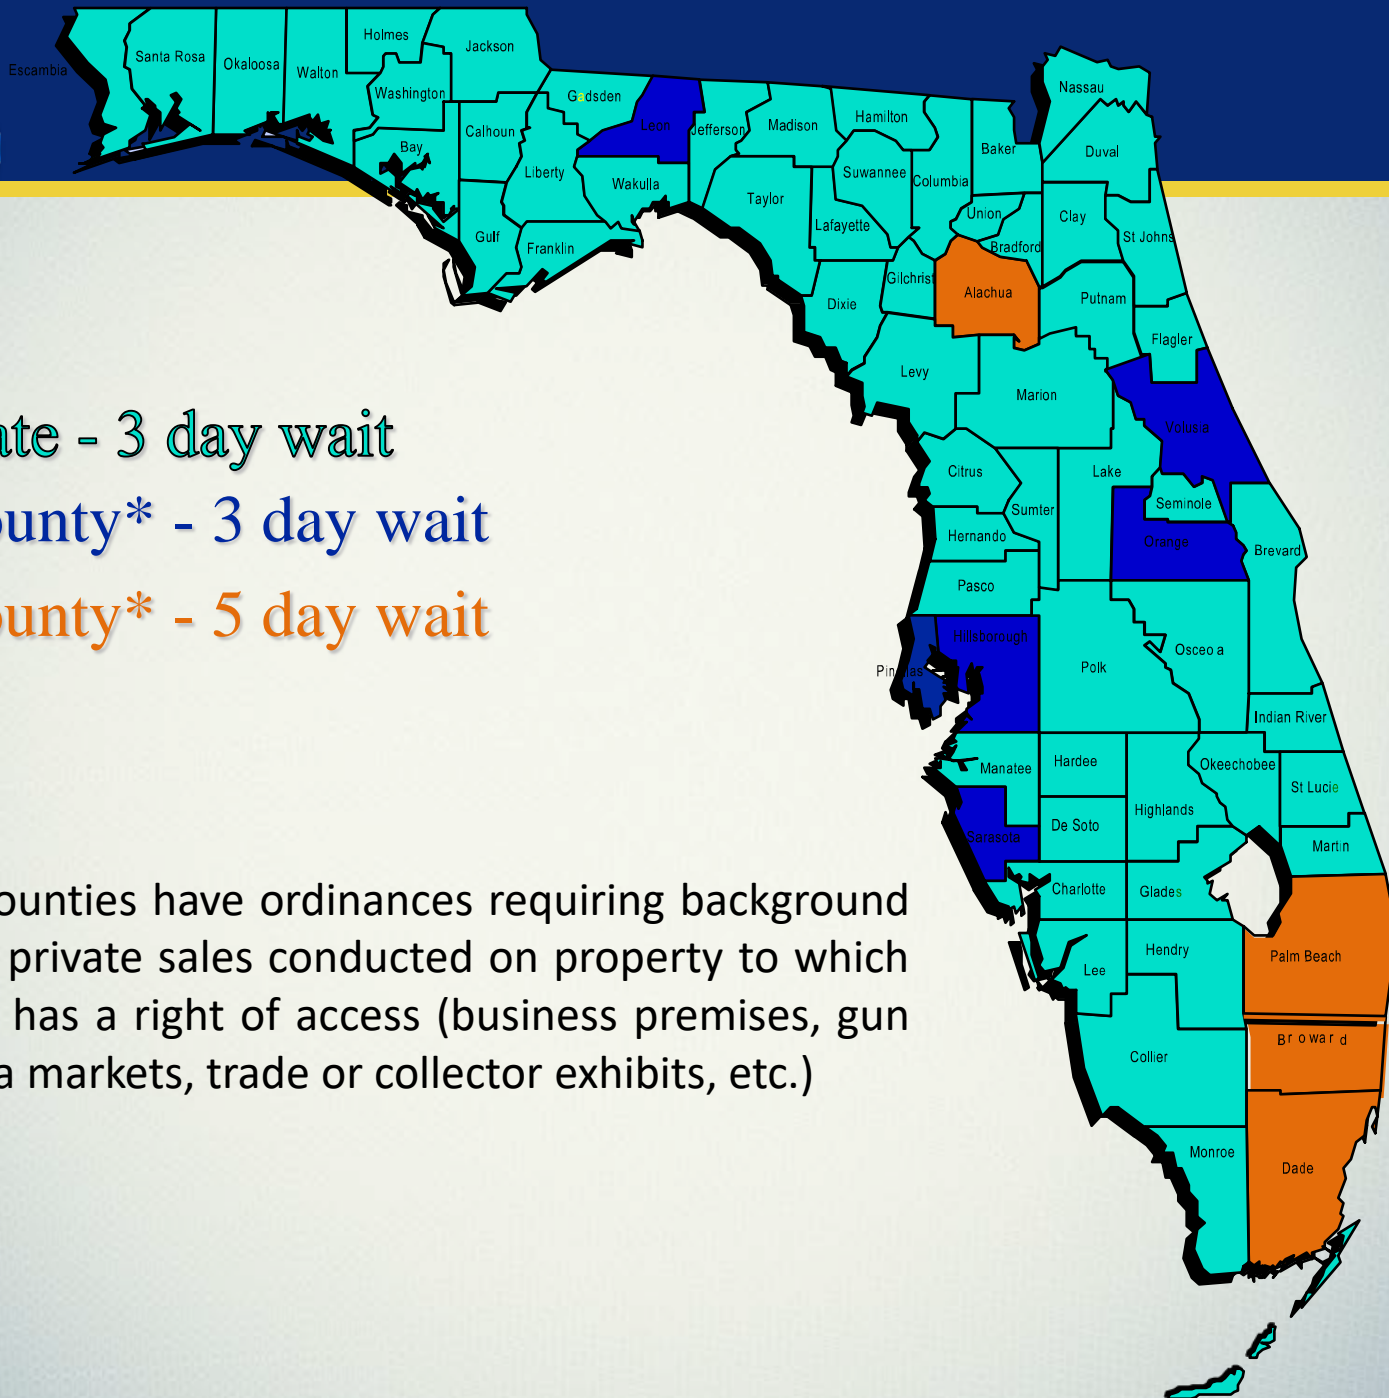 Escambia
Santa Rosa
Okaloosa
Walton
Holmes
Jackson
Washington
Gadsden
Leon
Jefferson
Madison
Hamilton
Nassau
Calhoun
Bay
Liberty
Wakulla
Taylor
Suwannee
Columbia
Baker
Duval
Gulf
Franklin
Lafayette
Union
Bradford
Clay
St Johns
Dixie
Gilchrist
Alachua
Putnam
Flagler
Levy
Marion
Volusia
ate - 3 day wait
ounty* - 3 day wait
ounty* - 5 day wait
Citrus
Sumter
Lake
Seminole
Hernando
Orange
Brevard
Pasco
Hillsborough
Polk
Osceo a
Indian River
Manatee
Hardee
Okeechobee
St Lucie
Highlands
Sarasota
De Soto
Martin
Charlotte
Glades
ounties have ordinances requiring background
private sales conducted on property to which
has a right of access (business premises, gun
a markets, trade or collector exhibits, etc.)
Lee
Hendry
Palm Beach
Collier
Broward
Monroe
Dade